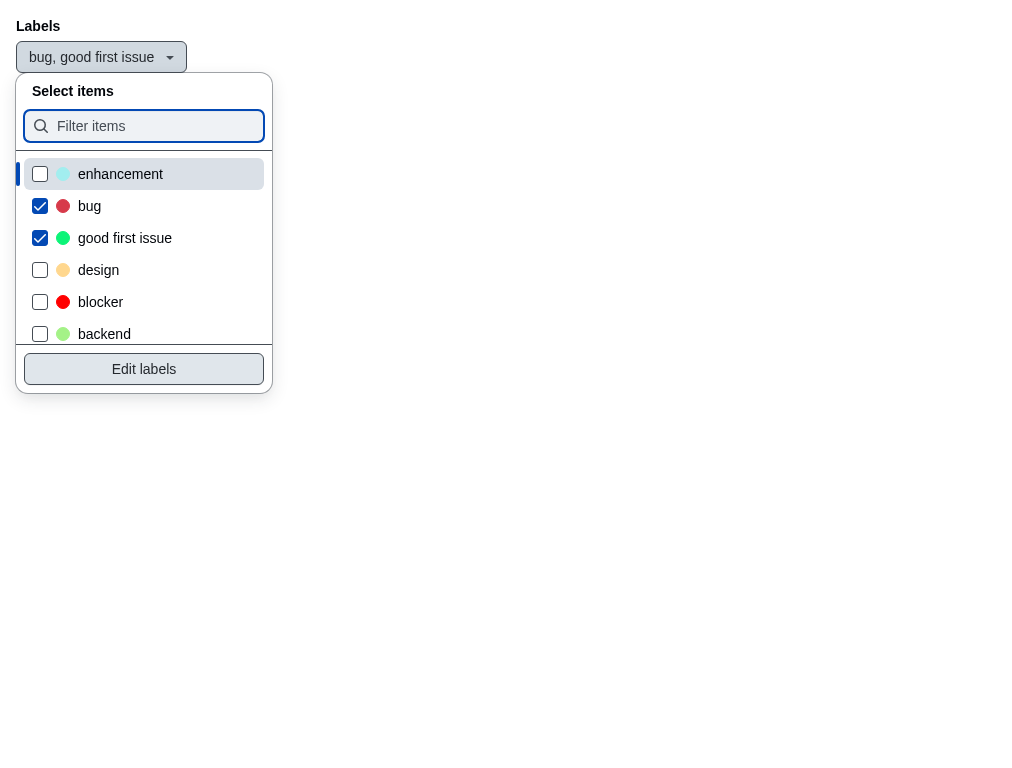 Labels
bug, good first issue
Select items
Filter items
enhancement
bug
good first issue
design
blocker
backend
Edit labels